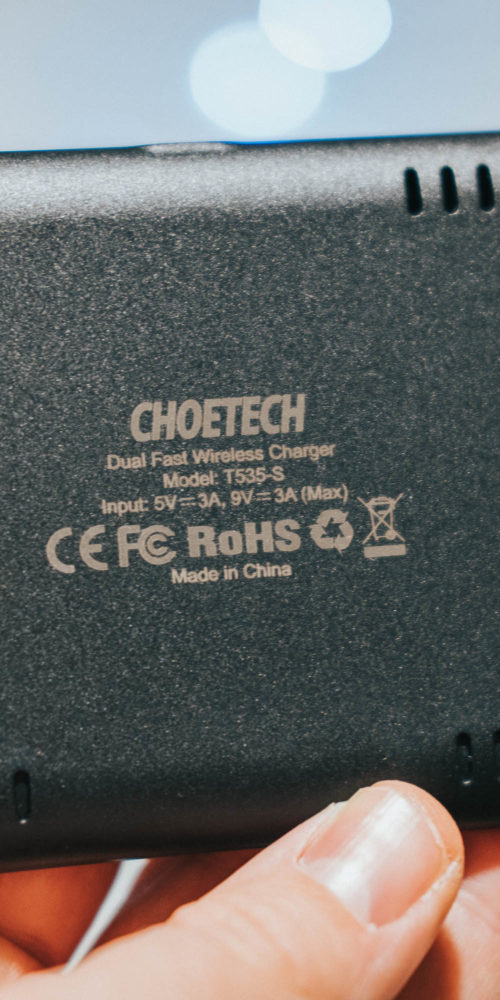 CHOETECH
Dual Fast Wireless Charger
Model: T535-S
Input: 5V⎓3A, 9V⎓3A (Max)
CE FC RoHS
Made in China